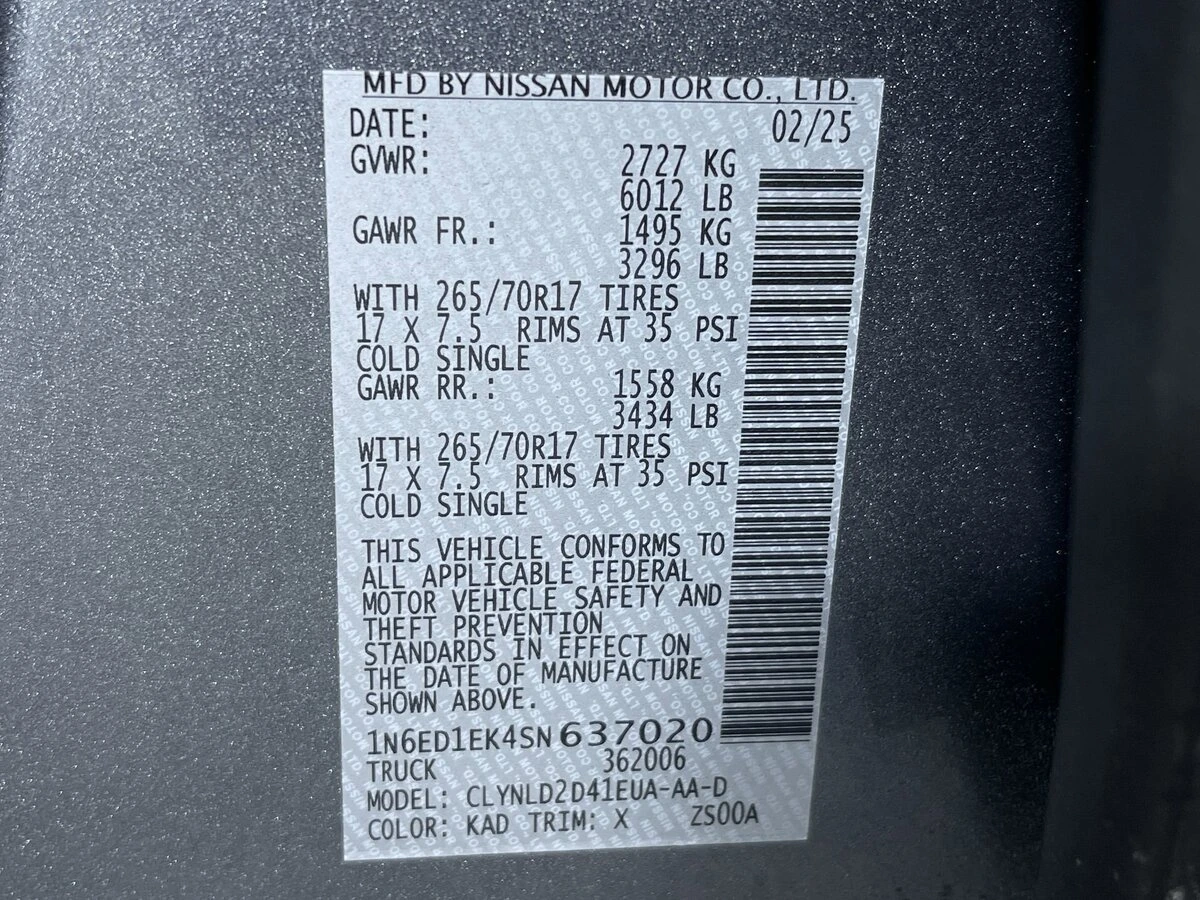 MFD BY NISSAN MOTOR CO., LTD.
DATE: 02/25
GVWR: 2727 KG
6012 LB
GAWR FR.: 1495 KG
3296 LB
WITH 265/70R17 TIRES
17 X 7.5 RIMS AT 35 PSI
COLD SINGLE
GAWR RR.: 1558 KG
3434 LB
WITH 265/70R17 TIRES
17 X 7.5 RIMS AT 35 PSI
COLD SINGLE
THIS VEHICLE CONFORMS TO
ALL APPLICABLE FEDERAL
MOTOR VEHICLE SAFETY AND
THEFT PREVENTION
STANDARDS IN EFFECT ON
THE DATE OF MANUFACTURE
SHOWN ABOVE.
1N6ED1EK4SN637020
TRUCK 362006
MODEL: CLYNLD2D41EUA-AA-D
COLOR: KAD TRIM: X ZS00A